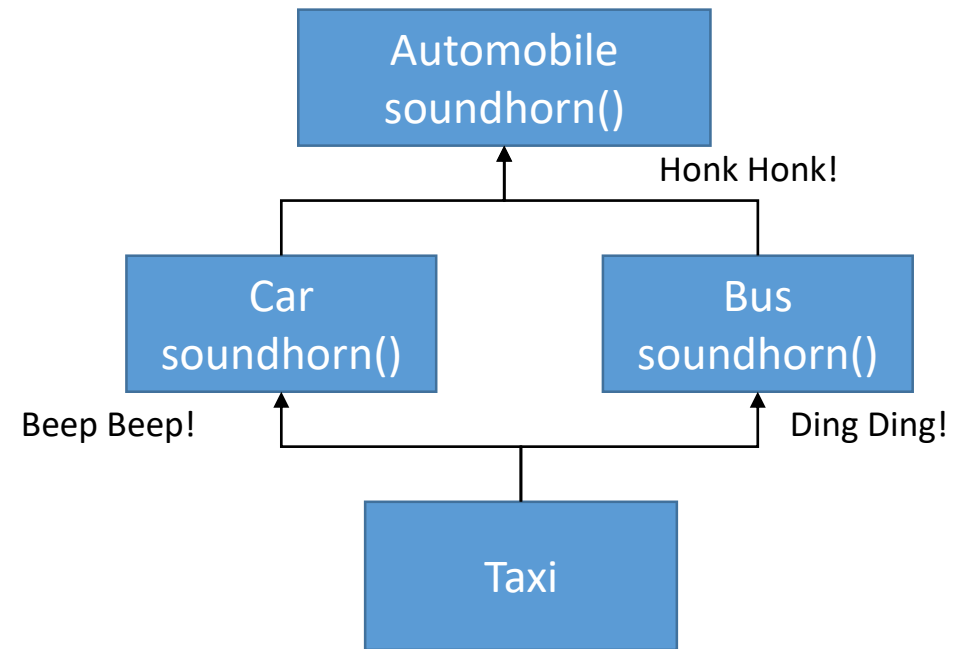 Automobile
soundhorn()
Honk Honk!
Car
soundhorn()
Bus
soundhorn()
Beep Beep!
Ding Ding!
Taxi